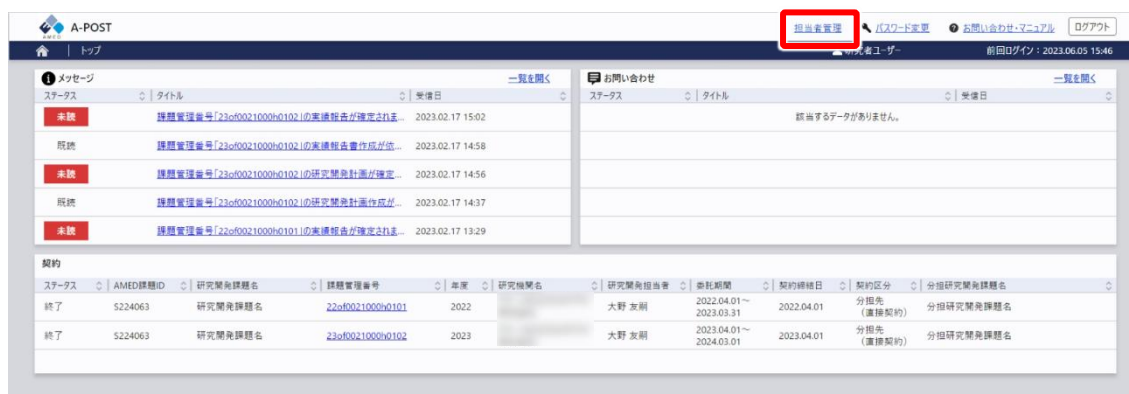 A-POST
AMED
担当者管理 パスワード変更 お問い合わせ・マニュアル ログアウト
トップ 研究者ユーザー 前回ログイン：2023.06.05 15:46
メッセージ 一覧を開く
ステータス タイトル 受信日
未読 課題管理番号「23of0021000h0102」の実績報告が確定されま... 2023.02.17 15:02
既読 課題管理番号「23of0021000h0102」の実績報告書作成が依... 2023.02.17 14:58
未読 課題管理番号「23of0021000h0102」の研究開発計画が確定... 2023.02.17 14:56
既読 課題管理番号「23of0021000h0102」の研究開発計画作成が... 2023.02.17 14:37
未読 課題管理番号「22of0021000h0101」の実績報告が確定されま... 2023.02.17 13:29
お問い合わせ 一覧を開く
ステータス タイトル 受信日
該当するデータがありません。
契約
ステータス AMED課題ID 研究開発課題名 課題管理番号 年度 研究機関名 研究開発担当者 委託期間 契約締結日 契約区分 分担研究開発課題名
終了 S224063 研究開発課題名 22of0021000h0101 2022 大野 友嗣 2022.04.01～ 2022.04.01 分担先 分担研究開発課題名
2023.03.31 （直接契約）
終了 S224063 研究開発課題名 23of0021000h0102 2023 大野 友嗣 2023.04.01～ 2023.04.01 分担先 分担研究開発課題名
2024.03.01 （直接契約）